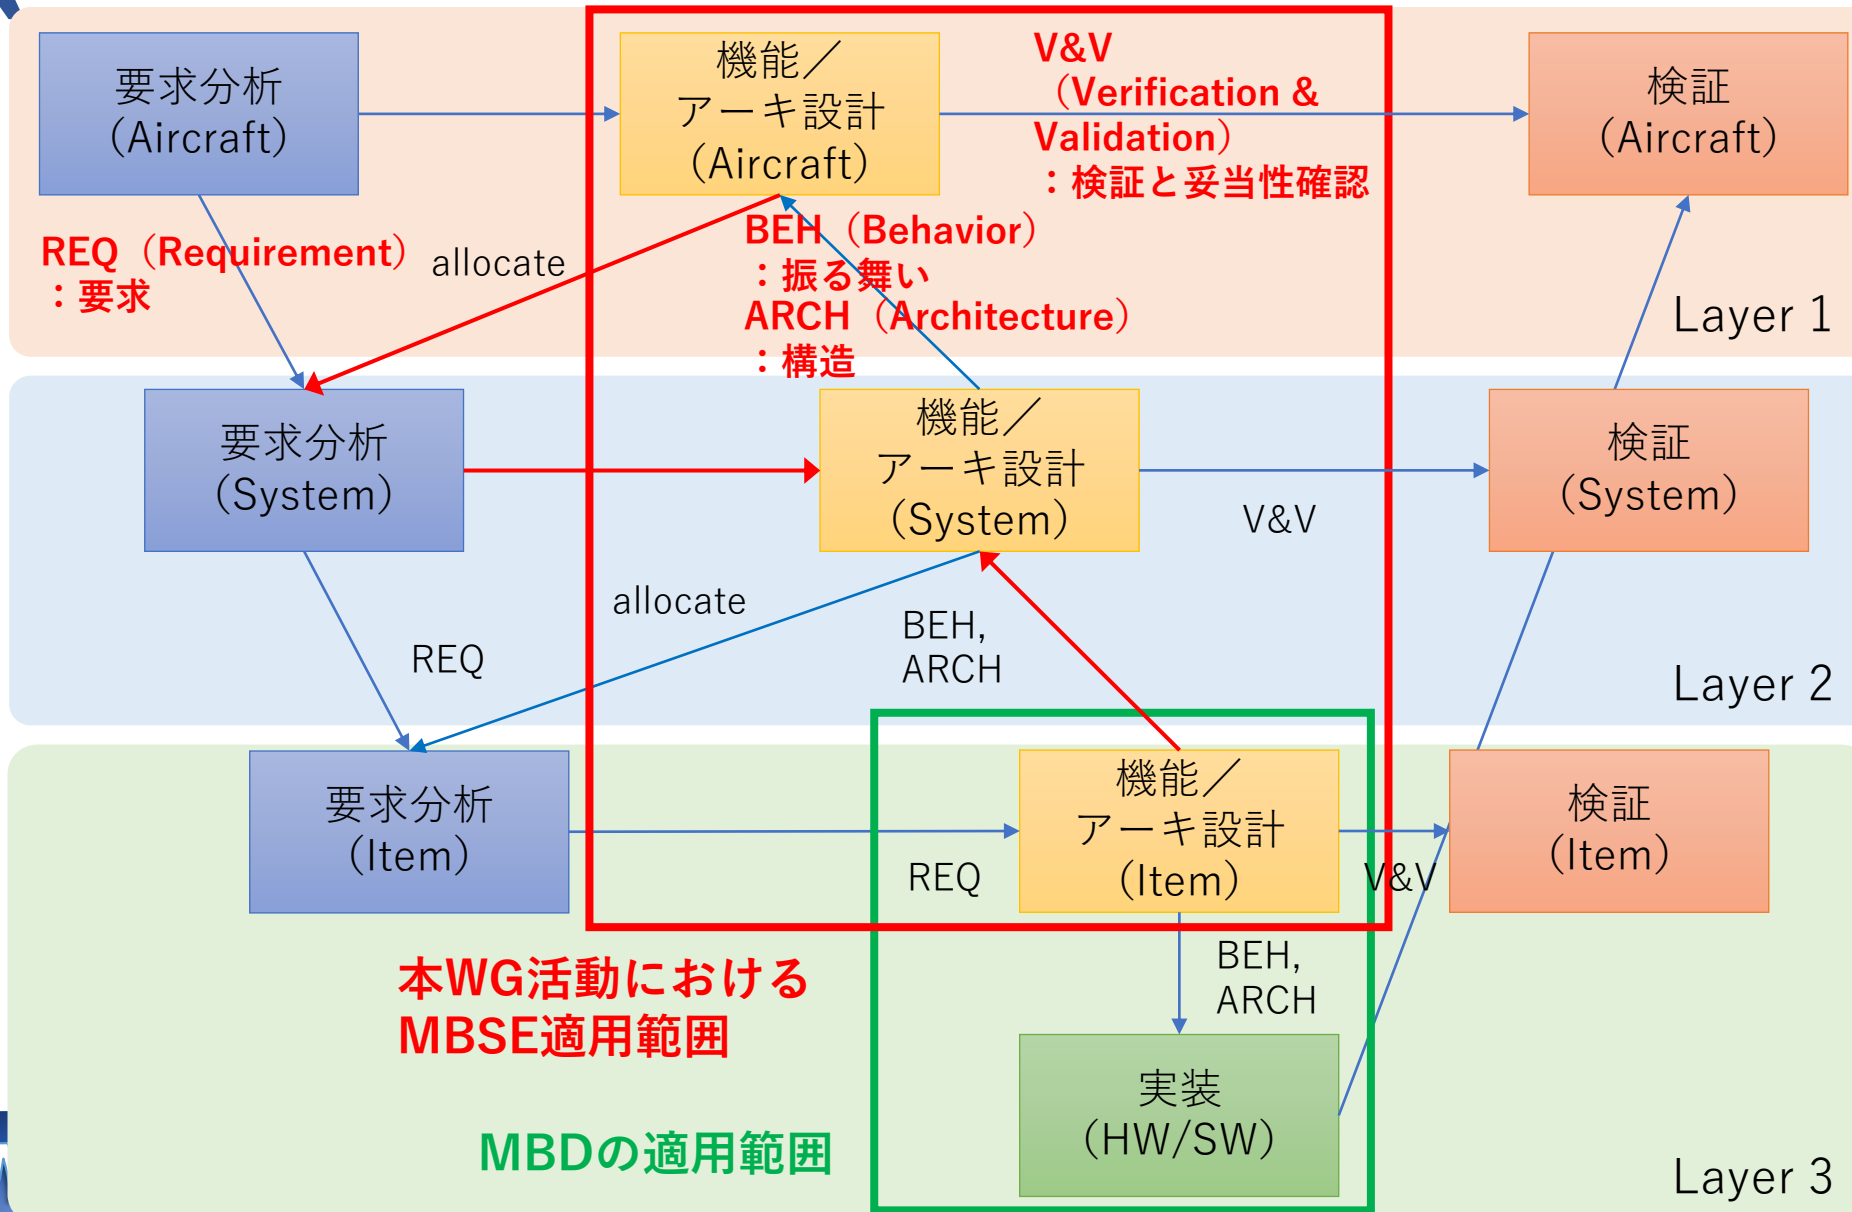 要求分析
(Aircraft)
機能／
アーキ設計
(Aircraft)
V&V
（Verification &
Validation）
：検証と妥当性確認
検証
(Aircraft)
REQ（Requirement）
：要求
allocate
BEH（Behavior）
：振る舞い
ARCH（Architecture）
：構造
Layer 1
要求分析
(System)
機能／
アーキ設計
(System)
V&V
検証
(System)
allocate
REQ
BEH,
ARCH
Layer 2
要求分析
(Item)
REQ
機能／
アーキ設計
(Item)
V&V
検証
(Item)
本WG活動における
MBSE適用範囲
BEH,
ARCH
MBDの適用範囲
実装
(HW/SW)
Layer 3